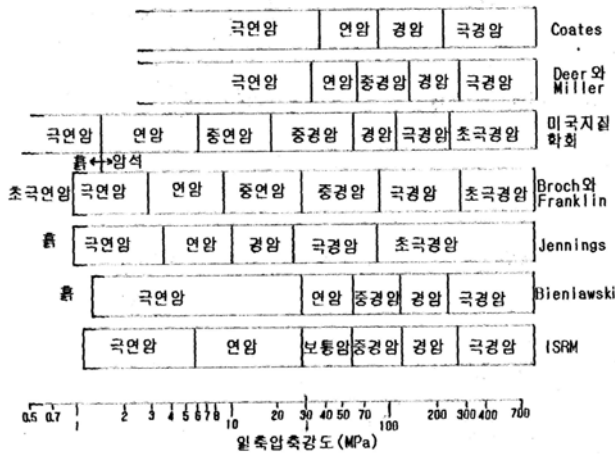 극연암 연암 경암 극경암 Coates
극연암 연암 중경암 경암 극경암 Deer와 Miller
극연암 연암 중연암 중경암 경암 극경암 초극경암 미국지질학회
흙 ↔ 암석
초극연암 극연암 연암 중연암 중경암 극경암 초극경암 Broch와 Franklin
흙 극연암 연암 경암 극경암 초극경암 Jennings
흙 극연암 연암 중경암 경암 극경암 Bieniawski
극연암 연암 보통암 중경암 경암 극경암 ISRM
0.5 0.7 1 2 3 4 5 6 7 8 10 20 30 40 50 70 100 200 300 400 700
일축압축강도(MPa)